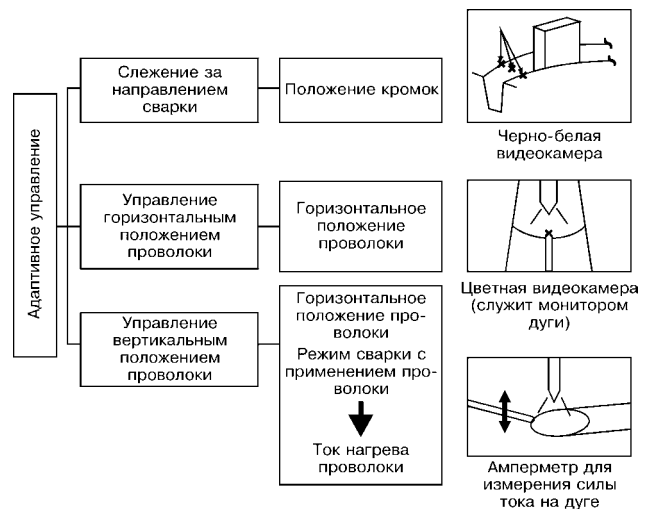 Адаптивное управление
Слежение за
направлением
сварки
Положение кромок
Черно-белая
видеокамера
Управление
горизонтальным
положением
проволоки
Горизонтальное
положение
проволоки
Цветная видеокамера
(служит монитором
дуги)
Управление
вертикальным
положением
проволоки
Горизонтальное
положение про-
волоки
Режим сварки с
применением про-
волоки
Ток нагрева
проволоки
Амперметр для
измерения силы
тока на дуге